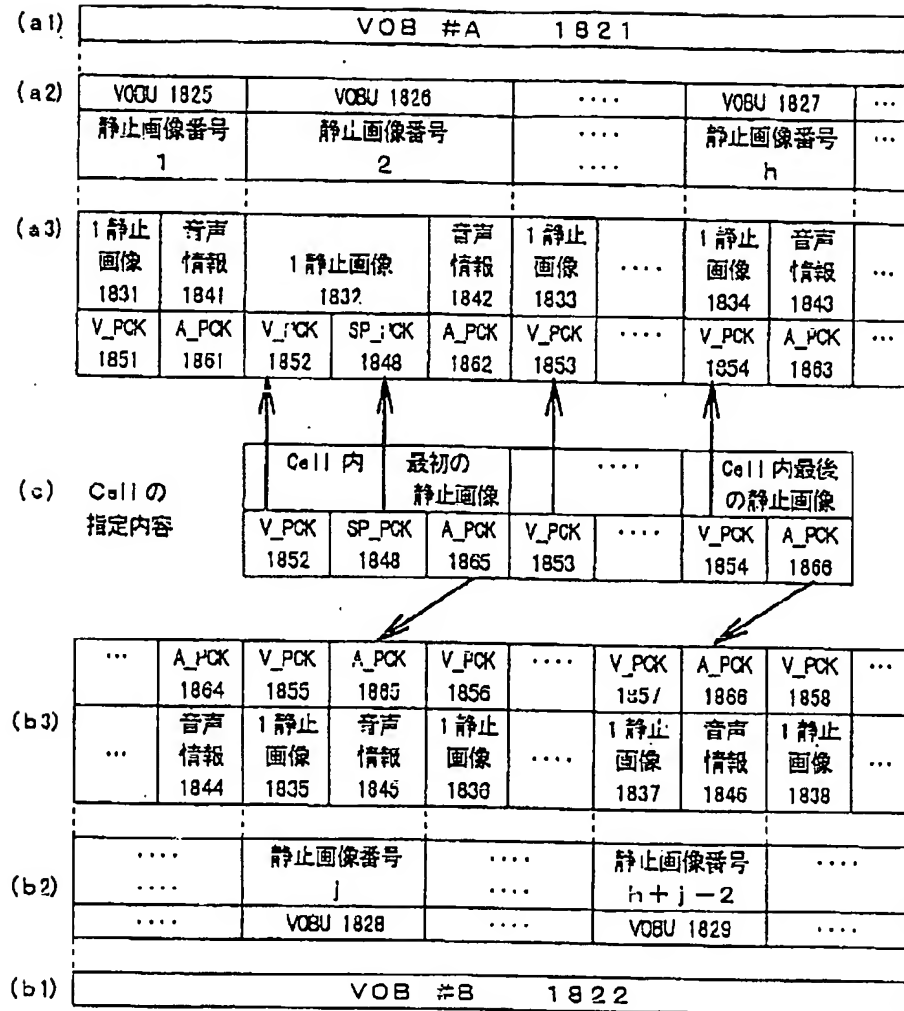 (a1) VOB #A 1821
(a2) VOBU 1825 VOBU 1826 ‥‥ VOBU 1827 …
静止画像番号 静止画像番号 ‥‥ 静止画像番号 …
1 2 ‥‥ h
(a3) 1静止 音声 音声 1静止 1静止 音声
画像 情報 1静止画像 情報 画像 ‥‥ 画像 情報 …
1831 1841 1832 1842 1833 1834 1843
V_PCK A_PCK V_PCK SP_PCK A_PCK V_PCK ‥‥ V_PCK A_PCK …
1851 1861 1852 1848 1862 1853 1854 1863
(c) Cellの Cell内 最初の ‥‥ Cell内最後
指定内容 静止画像 の静止画像
V_PCK SP_PCK A_PCK V_PCK ‥‥ V_PCK A_PCK
1852 1848 1865 1853 1854 1866
… A_PCK V_PCK A_PCK V_PCK ‥‥ V_PCK A_PCK V_PCK …
1864 1855 1865 1856 1857 1866 1858
(b3) 音声 1静止 音声 1静止 1静止 音声 1静止
… 情報 画像 情報 画像 ‥‥ 画像 情報 画像 …
1844 1835 1845 1836 1837 1846 1838
(b2) ‥‥ 静止画像番号 ‥‥ 静止画像番号 ‥‥
‥‥ j ‥‥ h+j−2 ‥‥
‥‥ VOBU 1828 ‥‥ VOBU 1829 ‥‥
(b1) VOB #B 1822